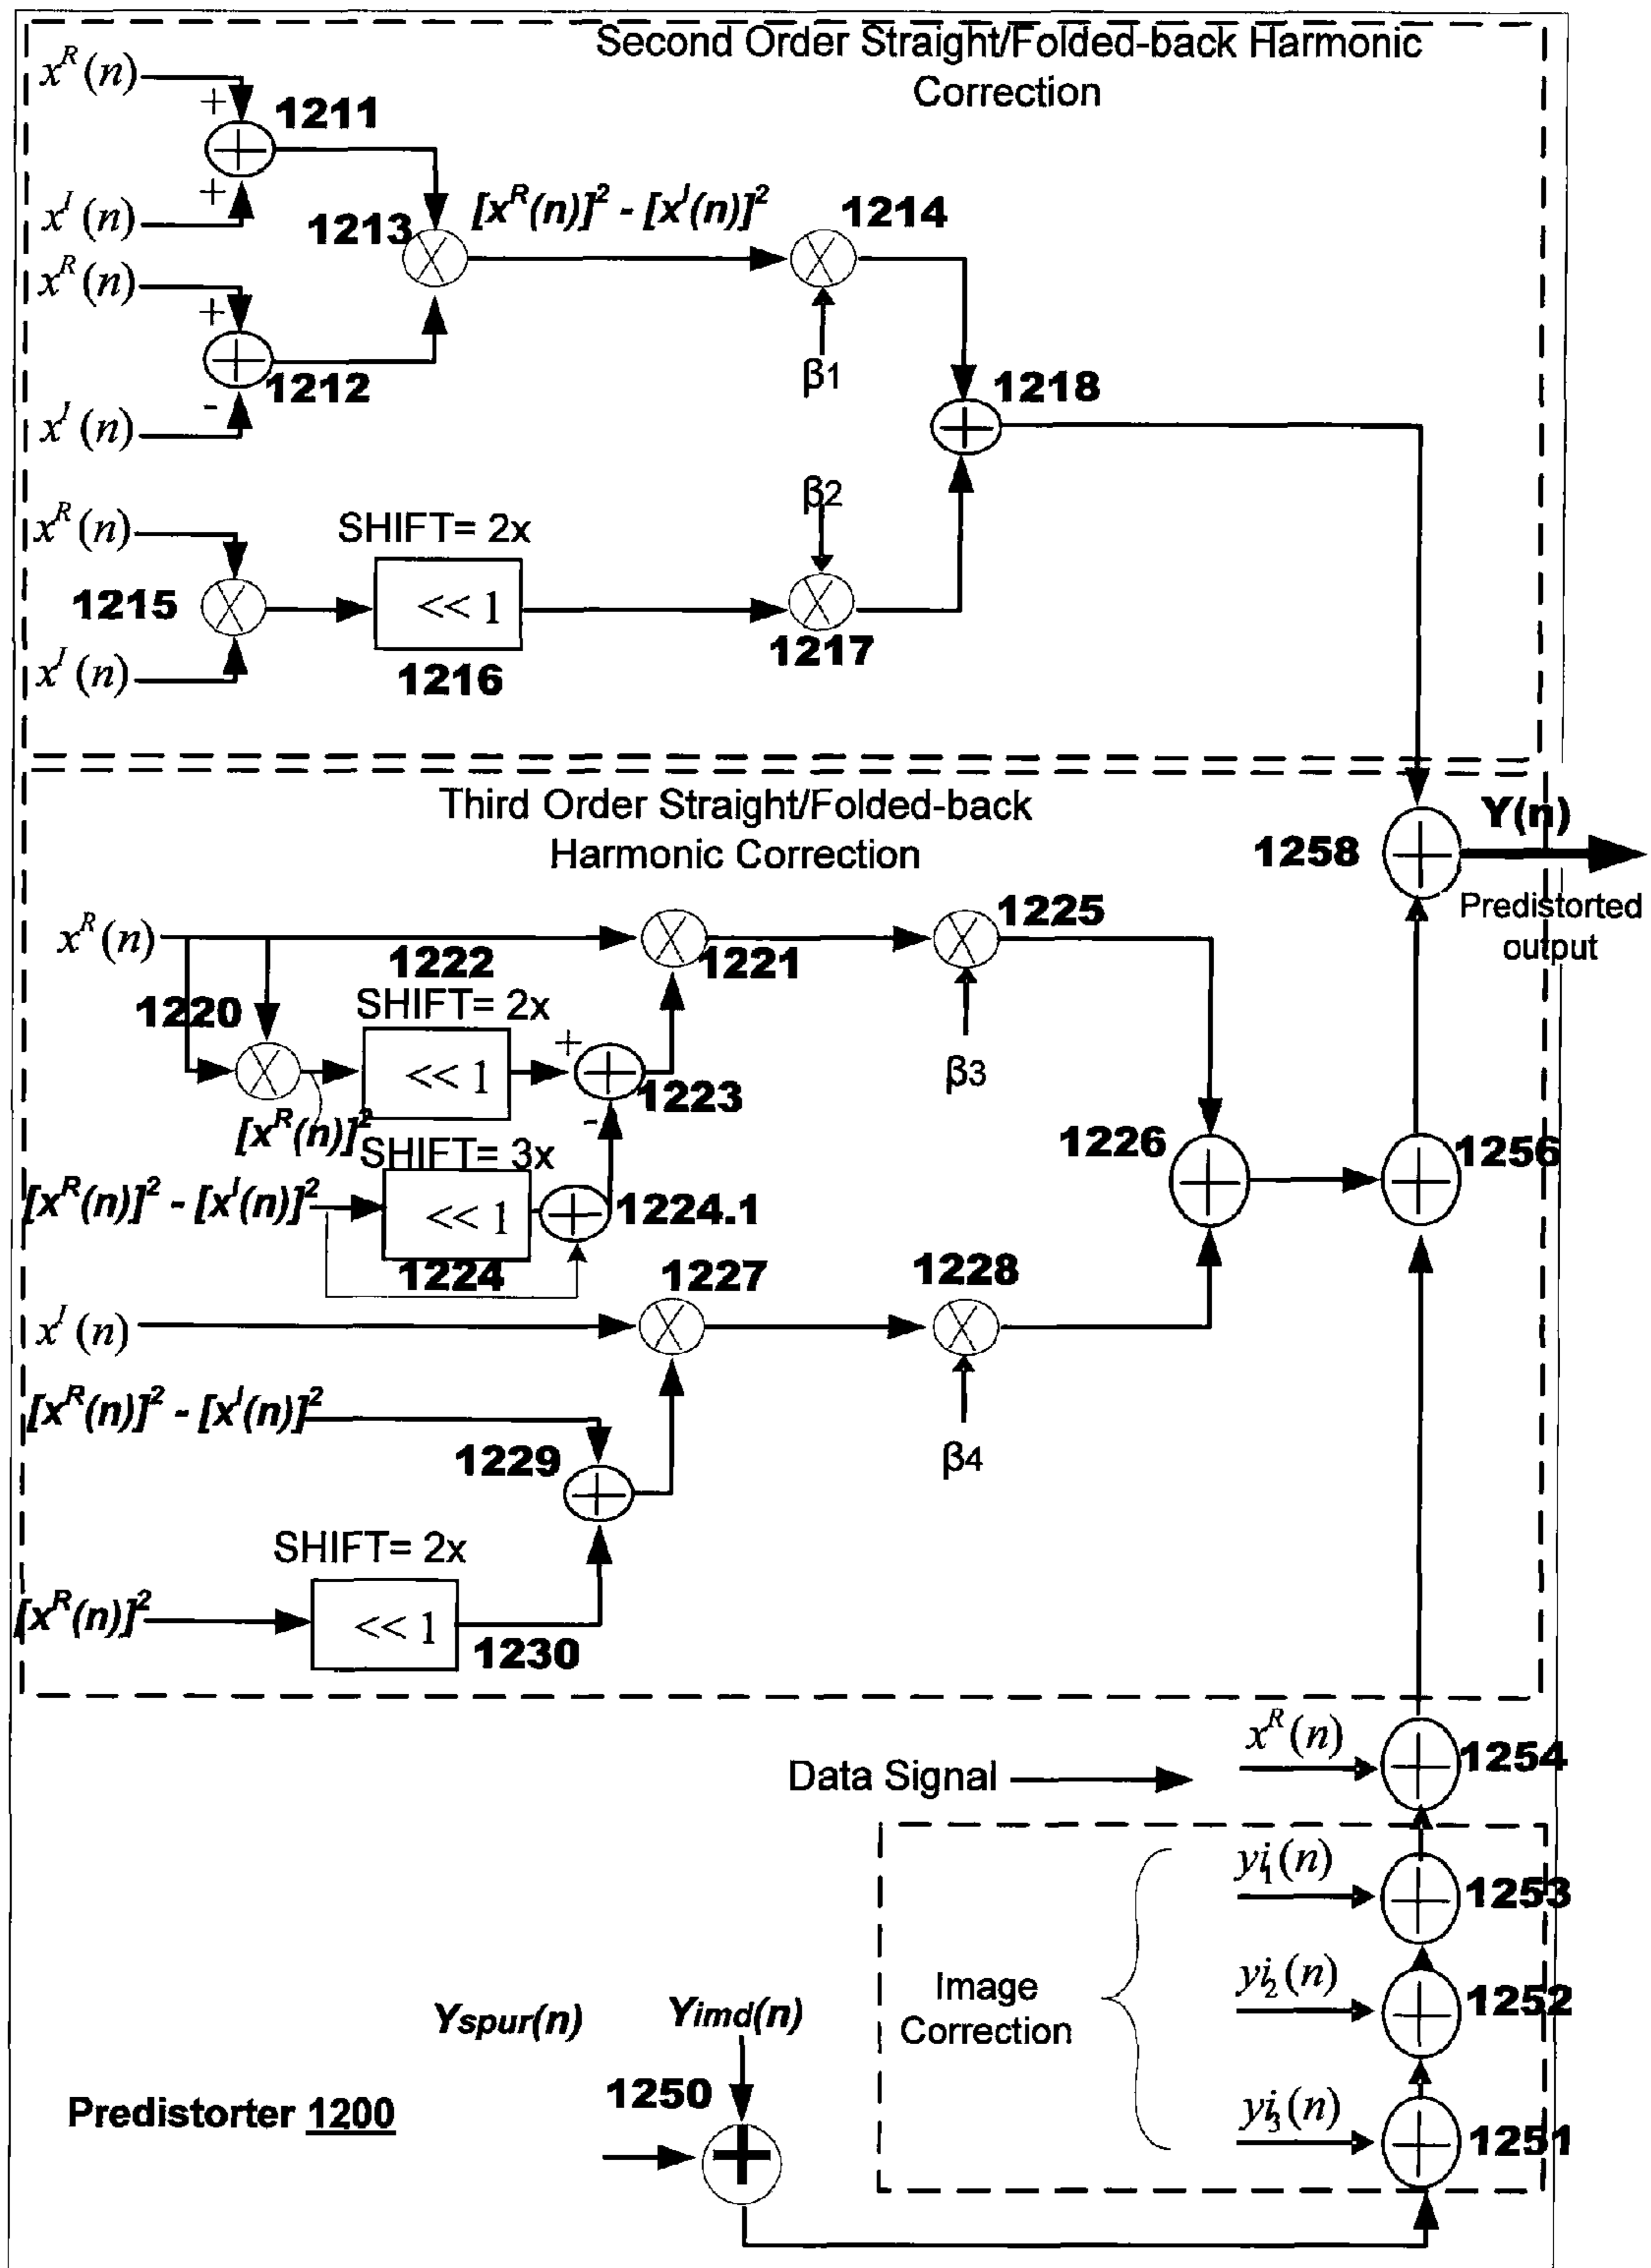 Second Order Straight/Folded-back Harmonic
Correction
x^R(n)
+
1211
+
x^I(n)
1213
[x^R(n)]^2 - [x^I(n)]^2
1214
x^R(n)
+
1212
-
β1
x^I(n)
1218
β2
x^R(n)
SHIFT= 2x
1215
<< 1
x^I(n)
1216
1217
Third Order Straight/Folded-back
Harmonic Correction
Y(n)
1258
Predistorted
output
x^R(n)
1225
1222
1221
1220
SHIFT= 2x
+
<< 1
1223
β3
[x^R(n)]^2
-
SHIFT= 3x
1226
1256
[x^R(n)]^2 - [x^I(n)]^2
<< 1
1224.1
1224
1227
1228
x^I(n)
[x^R(n)]^2 - [x^I(n)]^2
1229
β4
SHIFT= 2x
[x^R(n)]^2
<< 1
1230
x^R(n)
1254
Data Signal
yi_1(n)
1253
Image
Correction
yi_2(n)
1252
Yspur(n)
Yimd(n)
1250
yi_3(n)
1251
Predistorter 1200